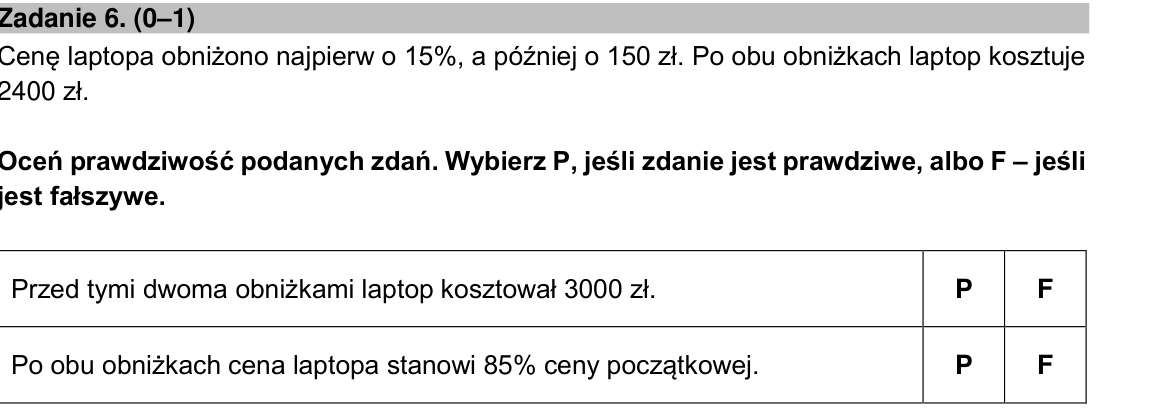 Zadanie 6. (0–1)
Cenę laptopa obniżono najpierw o 15%, a później o 150 zł. Po obu obniżkach laptop kosztuje
2400 zł.
Oceń prawdziwość podanych zdań. Wybierz P, jeśli zdanie jest prawdziwe, albo F – jeśli
jest fałszywe.
Przed tymi dwoma obniżkami laptop kosztował 3000 zł. P F
Po obu obniżkach cena laptopa stanowi 85% ceny początkowej. P F